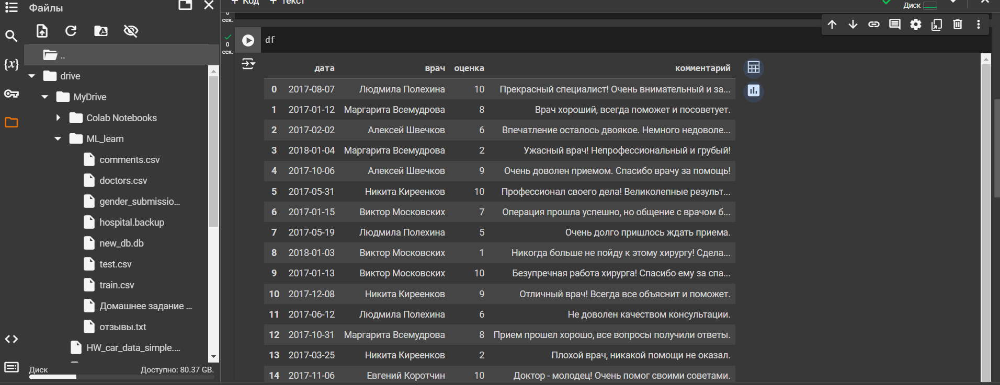 Файлы
..
drive
MyDrive
Colab Notebooks
ML_learn
comments.csv
doctors.csv
gender_submissio...
hospital.backup
new_db.db
test.csv
train.csv
Домашнее задание ...
отзывы.txt
HW_car_data_simple....
Диск Доступно: 80.37 GB.
{x}
+ Код + Текст
Диск
0
сек.
0
сек.
df
дата врач оценка комментарий
0 2017-08-07 Людмила Полехина 10 Прекрасный специалист! Очень внимательный и за...
1 2017-01-12 Маргарита Всемудрова 8 Врач хороший, всегда поможет и посоветует.
2 2017-02-02 Алексей Швечков 6 Впечатление осталось двоякое. Немного недоволе...
3 2018-01-04 Маргарита Всемудрова 2 Ужасный врач! Непрофессиональный и грубый!
4 2017-10-06 Алексей Швечков 9 Очень доволен приемом. Спасибо врачу за помощь!
5 2017-05-31 Никита Киреенков 10 Профессионал своего дела! Великолепные результ...
6 2017-01-15 Виктор Московских 7 Операция прошла успешно, но общение с врачом б...
7 2017-05-19 Людмила Полехина 5 Очень долго пришлось ждать приема.
8 2018-01-03 Виктор Московских 1 Никогда больше не пойду к этому хирургу! Сдела...
9 2017-01-13 Виктор Московских 10 Безупречная работа хирурга! Спасибо ему за спа...
10 2017-12-08 Никита Киреенков 9 Отличный врач! Всегда все объяснит и поможет.
11 2017-06-12 Людмила Полехина 6 Не доволен качеством консультации.
12 2017-10-31 Маргарита Всемудрова 8 Прием прошел хорошо, все вопросы получили ответы.
13 2017-03-25 Никита Киреенков 2 Плохой врач, никакой помощи не оказал.
14 2017-11-06 Евгений Коротчин 10 Доктор - молодец! Очень помог своими советами.